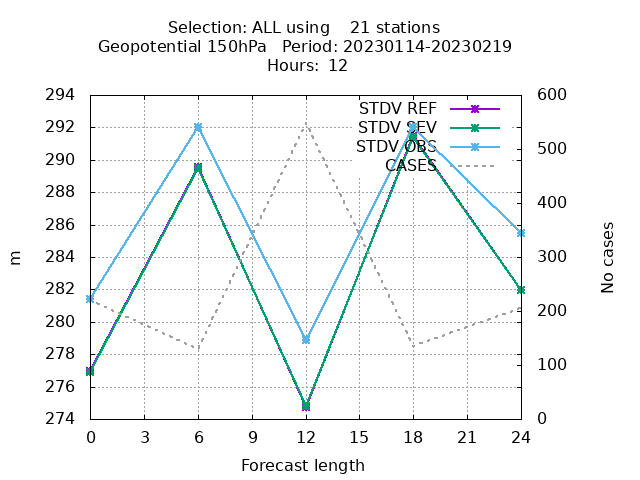 Selection: ALL using    21 stations
Geopotential 150hPa   Period: 20230114-20230219
Hours: 12
STDV REF
STDV SEV
STDV OBS
CASES
294
292
290
288
286
284
282
280
278
276
274
m
600
500
400
300
200
100
0
No cases
0 3 6 9 12 15 18 21 24
Forecast length